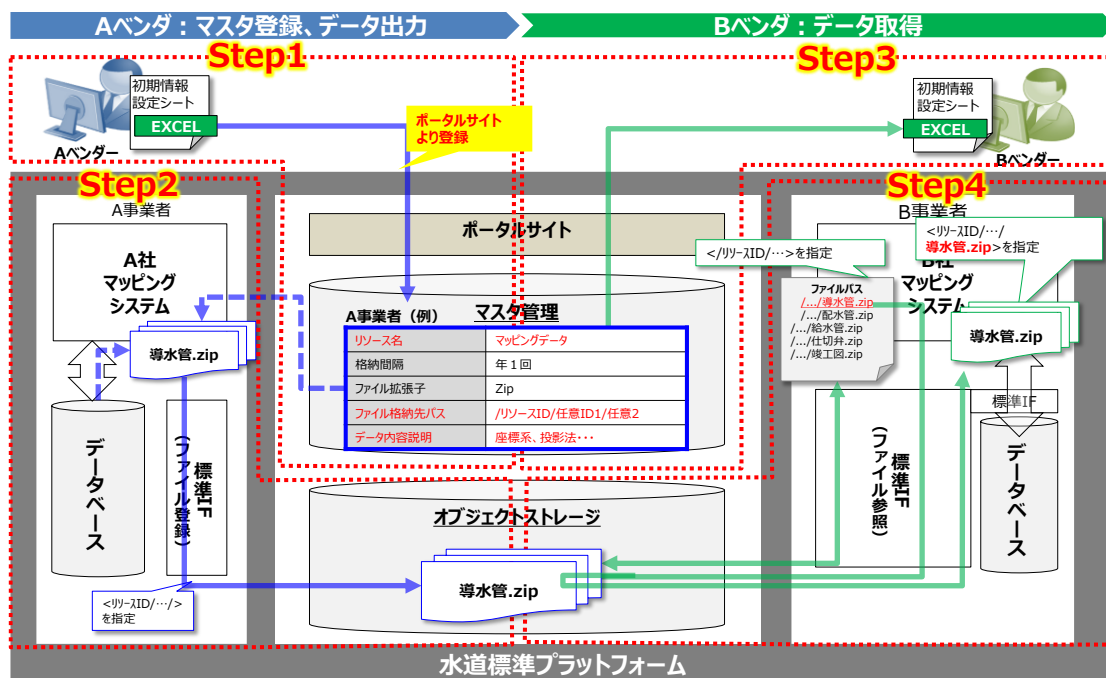 Aベンダ：マスタ登録、データ出力
Bベンダ：データ取得
Step1
初期情報
設定シート
EXCEL
Aベンダー
ポータルサイト
より登録
Step3
初期情報
設定シート
EXCEL
Bベンダー
Step2
A事業者
A社
マッピング
システム
導水管.zip
データベース
標準IF
(ファイル登録)
<リソースID/…/>
を指定
ポータルサイト
マスタ管理
A事業者（例）
リソース名
マッピングデータ
格納間隔
年１回
ファイル拡張子
Zip
ファイル格納先パス
/リソースID/任意ID1/任意2
データ内容説明
座標系、投影法・・・
オブジェクトストレージ
導水管.zip
Step4
B事業者
</リソースID/…>を指定
<リソースID/…/
導水管.zip>を指定
B社
マッピング
システム
ファイルパス
/…/導水管.zip
/…/配水管.zip
/…/給水管.zip
/…/仕切弁.zip
/…/竣工図.zip
導水管.zip
標準IF
標準IF
(ファイル参照)
データベース
水道標準プラットフォーム